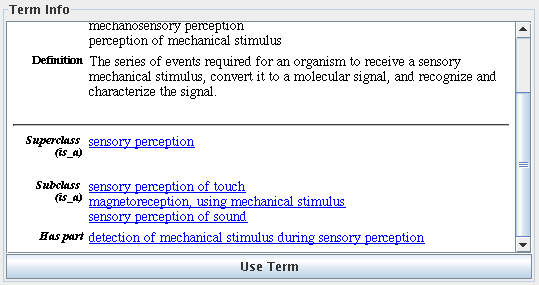 Term Info
mechanosensory perception
perception of mechanical stimulus
Definition The series of events required for an organism to receive a sensory
mechanical stimulus, convert it to a molecular signal, and recognize and
characterize the signal.
Superclass sensory perception
(is_a)
Subclass sensory perception of touch
(is_a) magnetoreception, using mechanical stimulus
sensory perception of sound
Has part detection of mechanical stimulus during sensory perception
Use Term